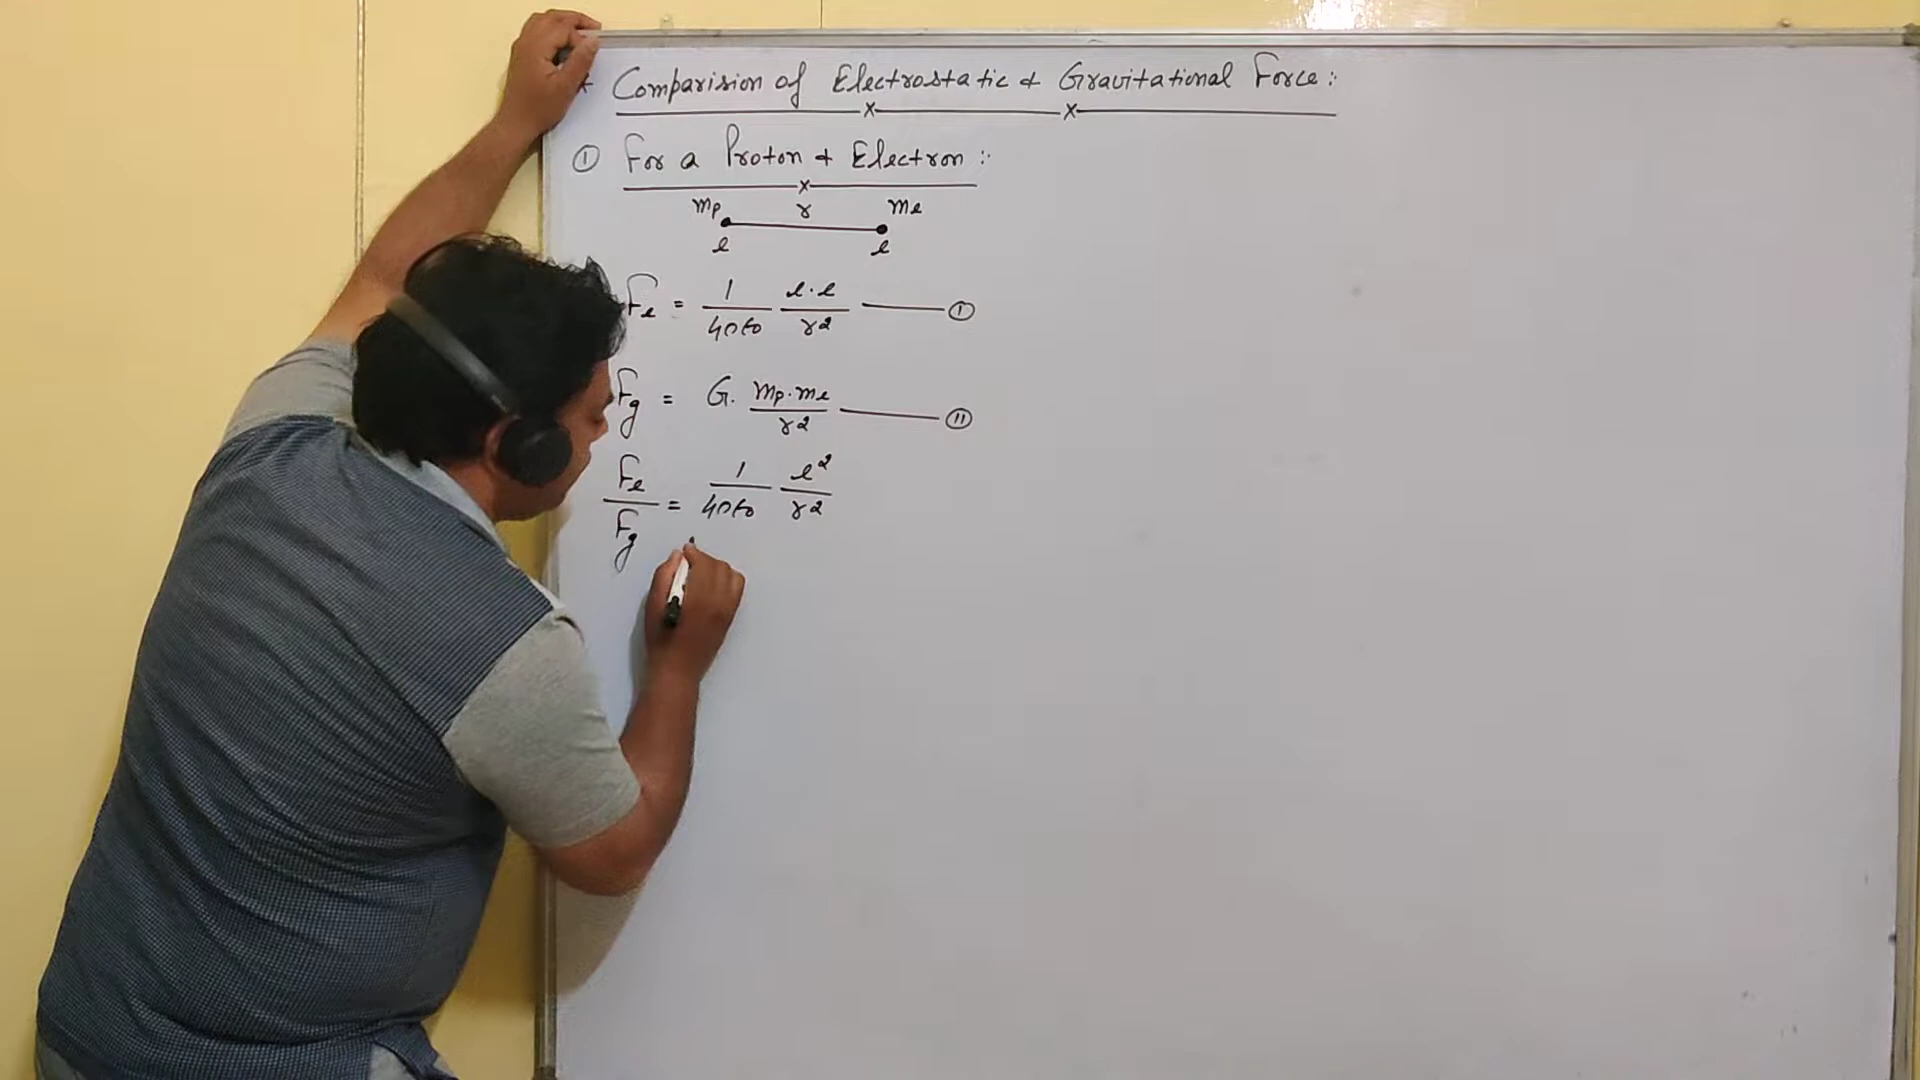 * Comparision of Electrostatic & Gravitational Force:
① For a Proton & Electron:
mp r me
e e
Fe = 1/4πε0 e·e/r² ——— ①
Fg = G. mp.me/r² ——— ⑪
Fe/Fg = 1/4πε0 e²/r²